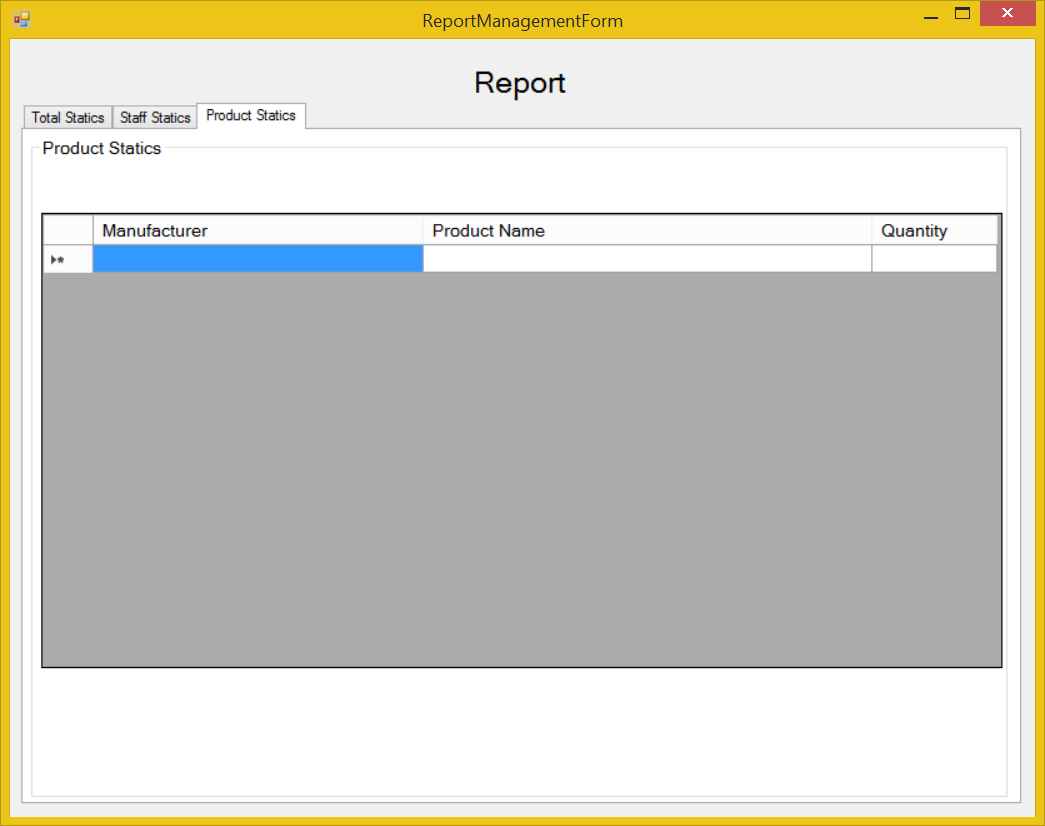 ReportManagementForm
Report
Total Statics Staff Statics Product Statics
Product Statics
Manufacturer Product Name Quantity